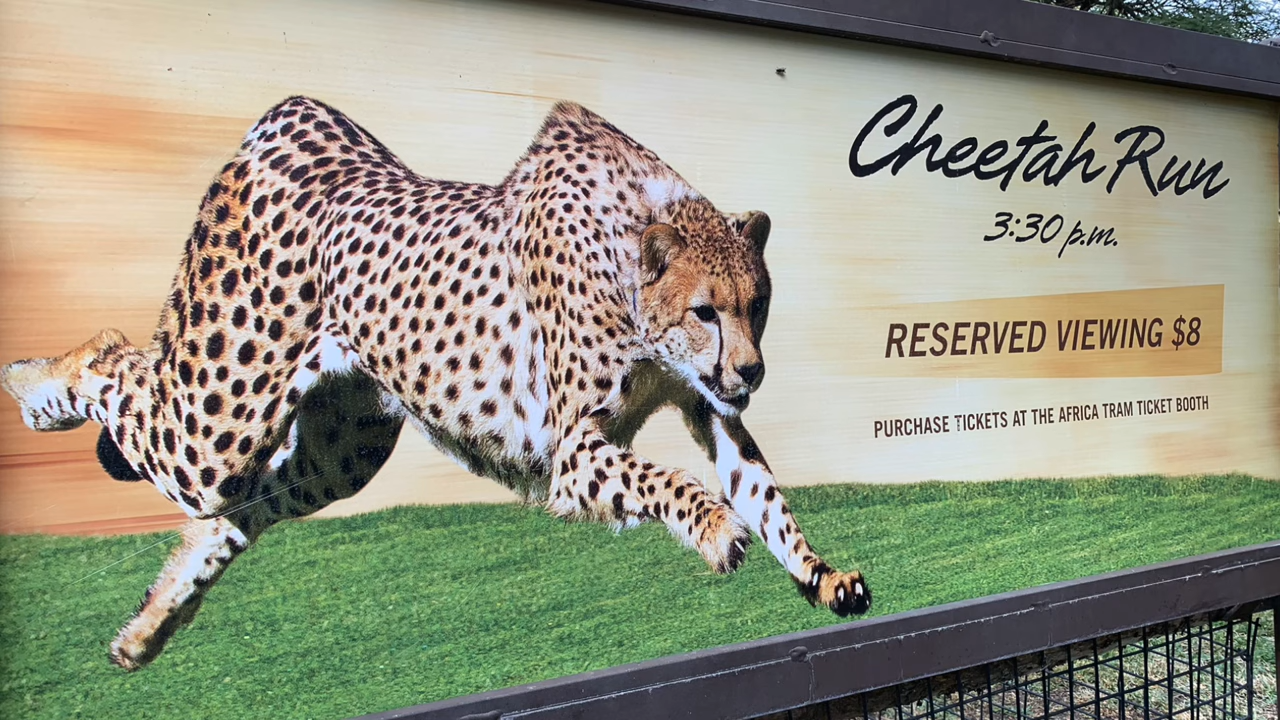 Cheetah Run
3:30 p.m.
RESERVED VIEWING $8
PURCHASE TICKETS AT THE AFRICA TRAM TICKET BOOTH